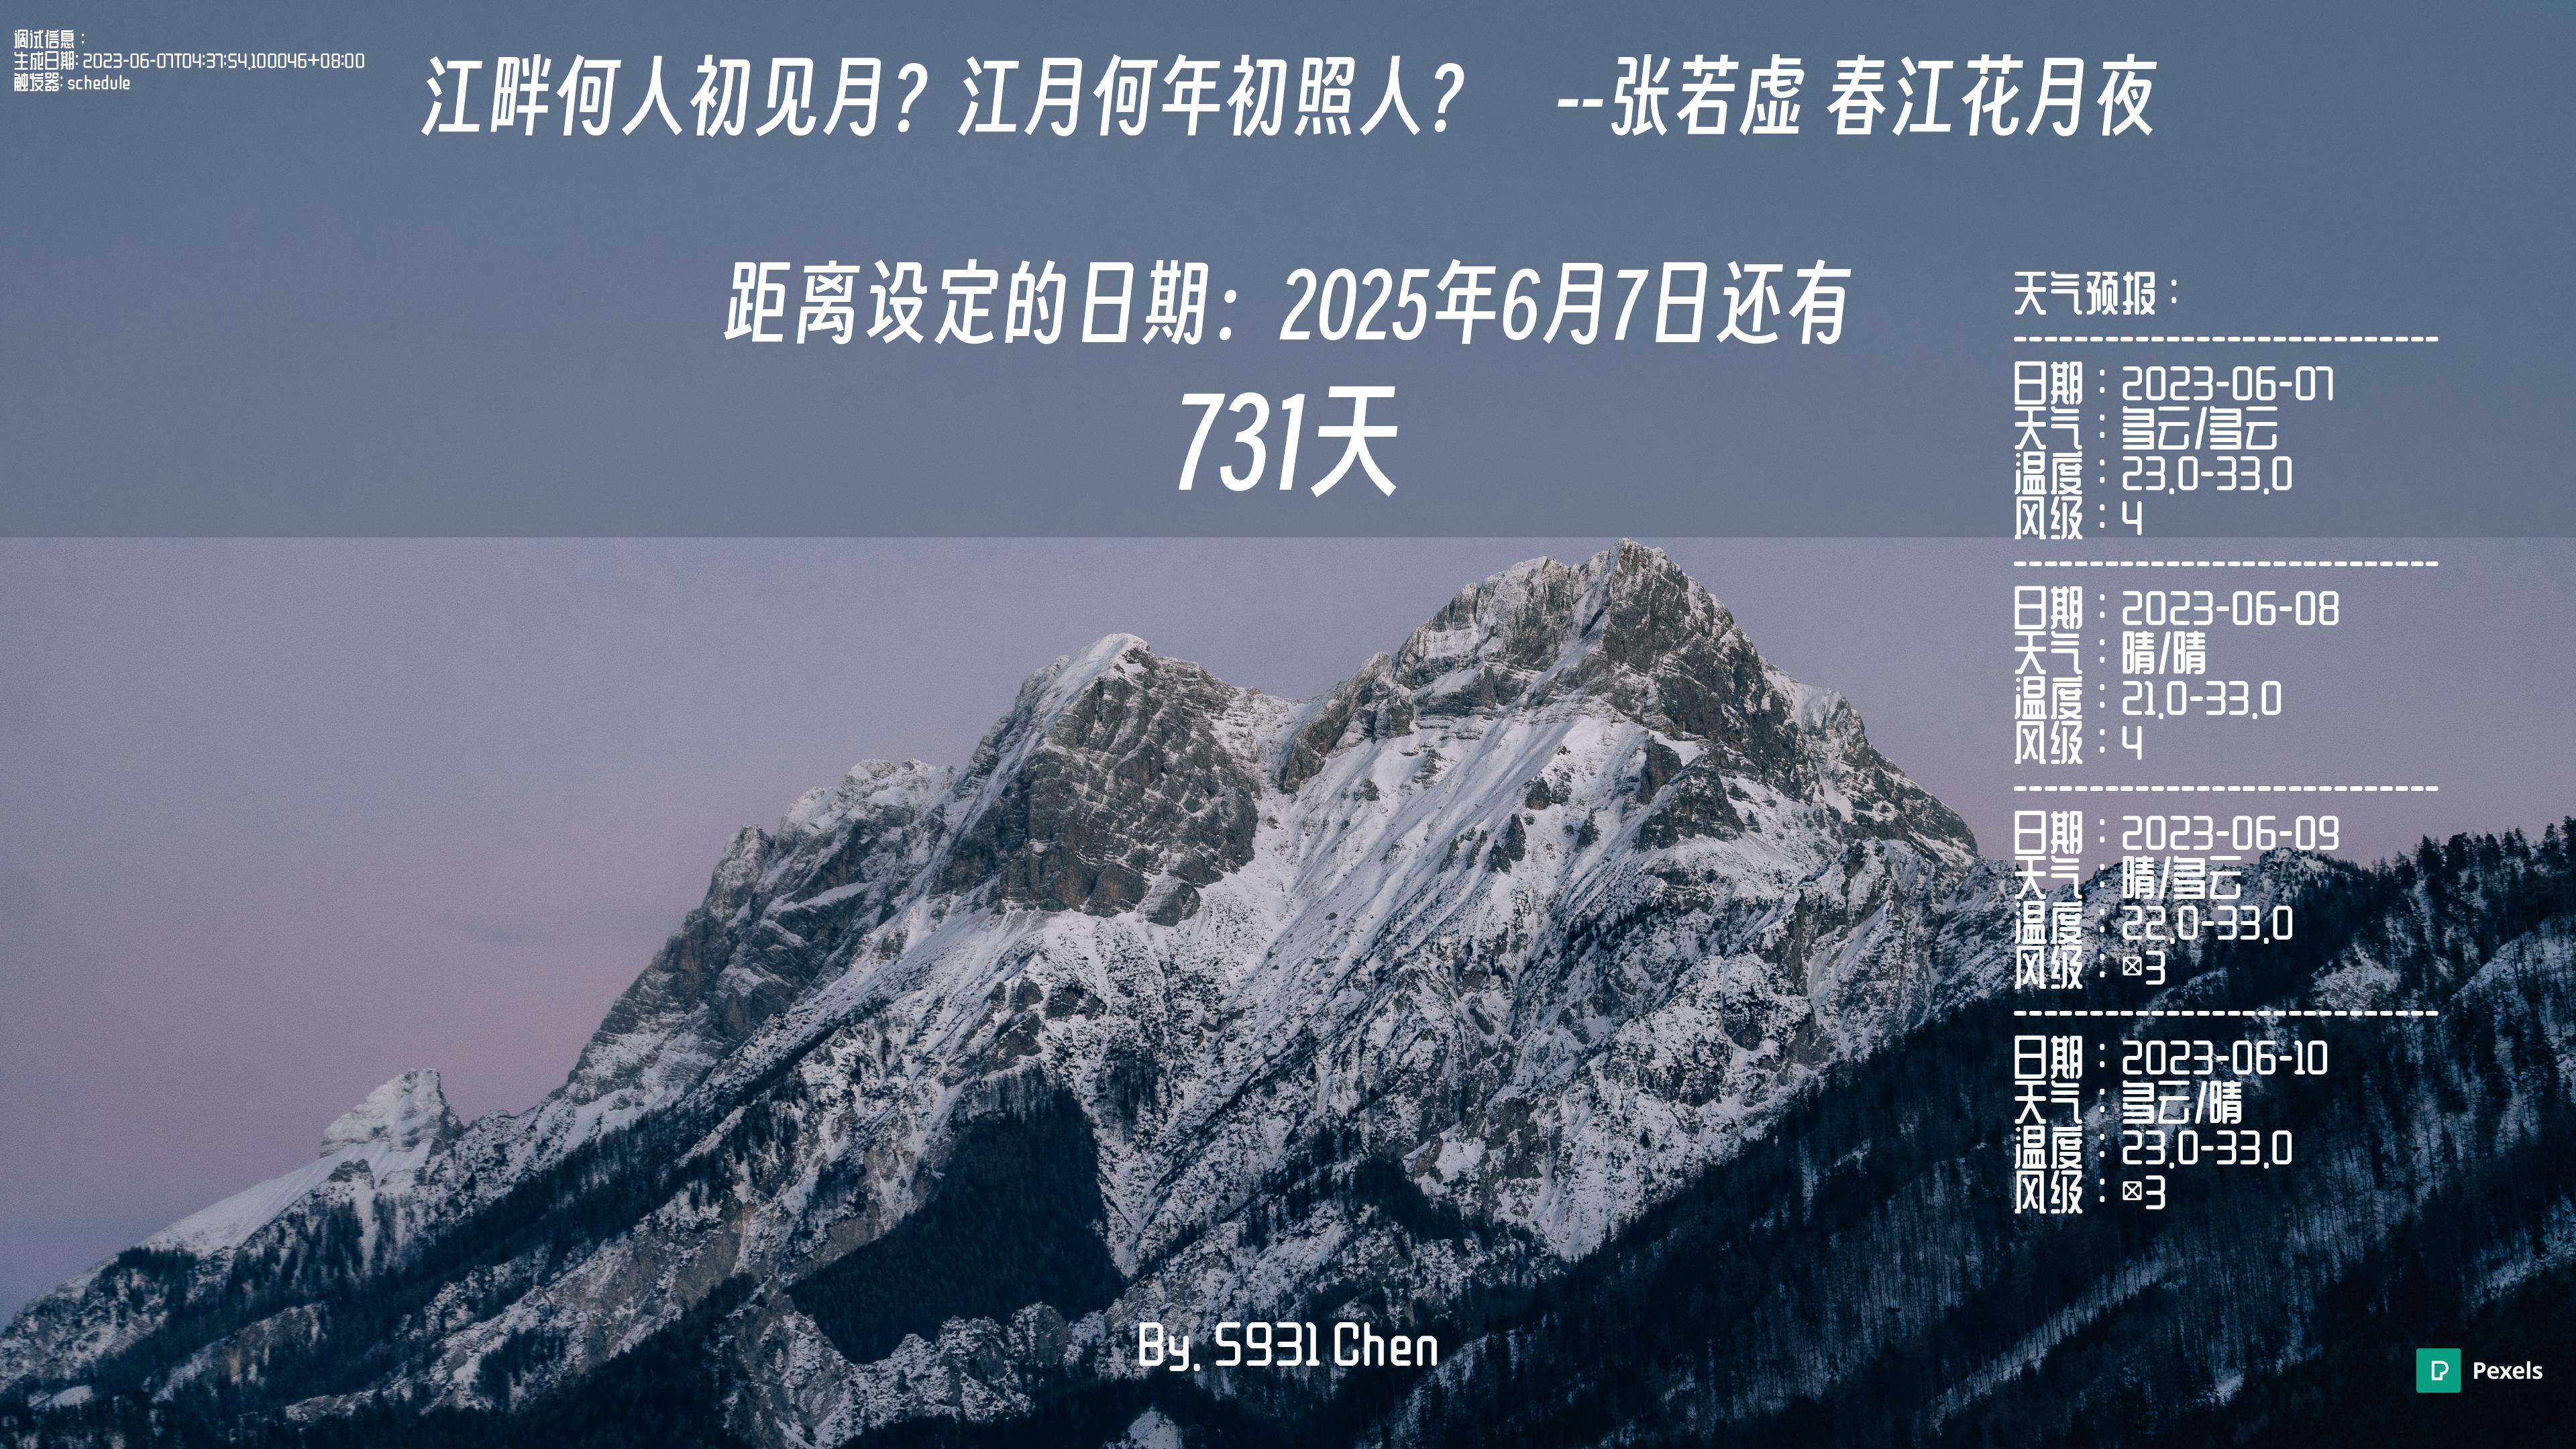 调试信息：
生成日期: 2023-06-07T04:37:54.100046+08:00
触发器: schedule
江畔何人初见月？江月何年初照人？ --张若虚 春江花月夜
距离设定的日期：2025年6月7日还有
731天
天气预报：
----------------------------
日期：2023-06-07
天气：多云/多云
温度：23.0-33.0
风级：4
----------------------------
日期：2023-06-08
天气：晴/晴
温度：21.0-33.0
风级：4
----------------------------
日期：2023-06-09
天气：晴/多云
温度：22.0-33.0
风级：☒3
----------------------------
日期：2023-06-10
天气：多云/晴
温度：23.0-33.0
风级：☒3
By. S931 Chen
Pexels